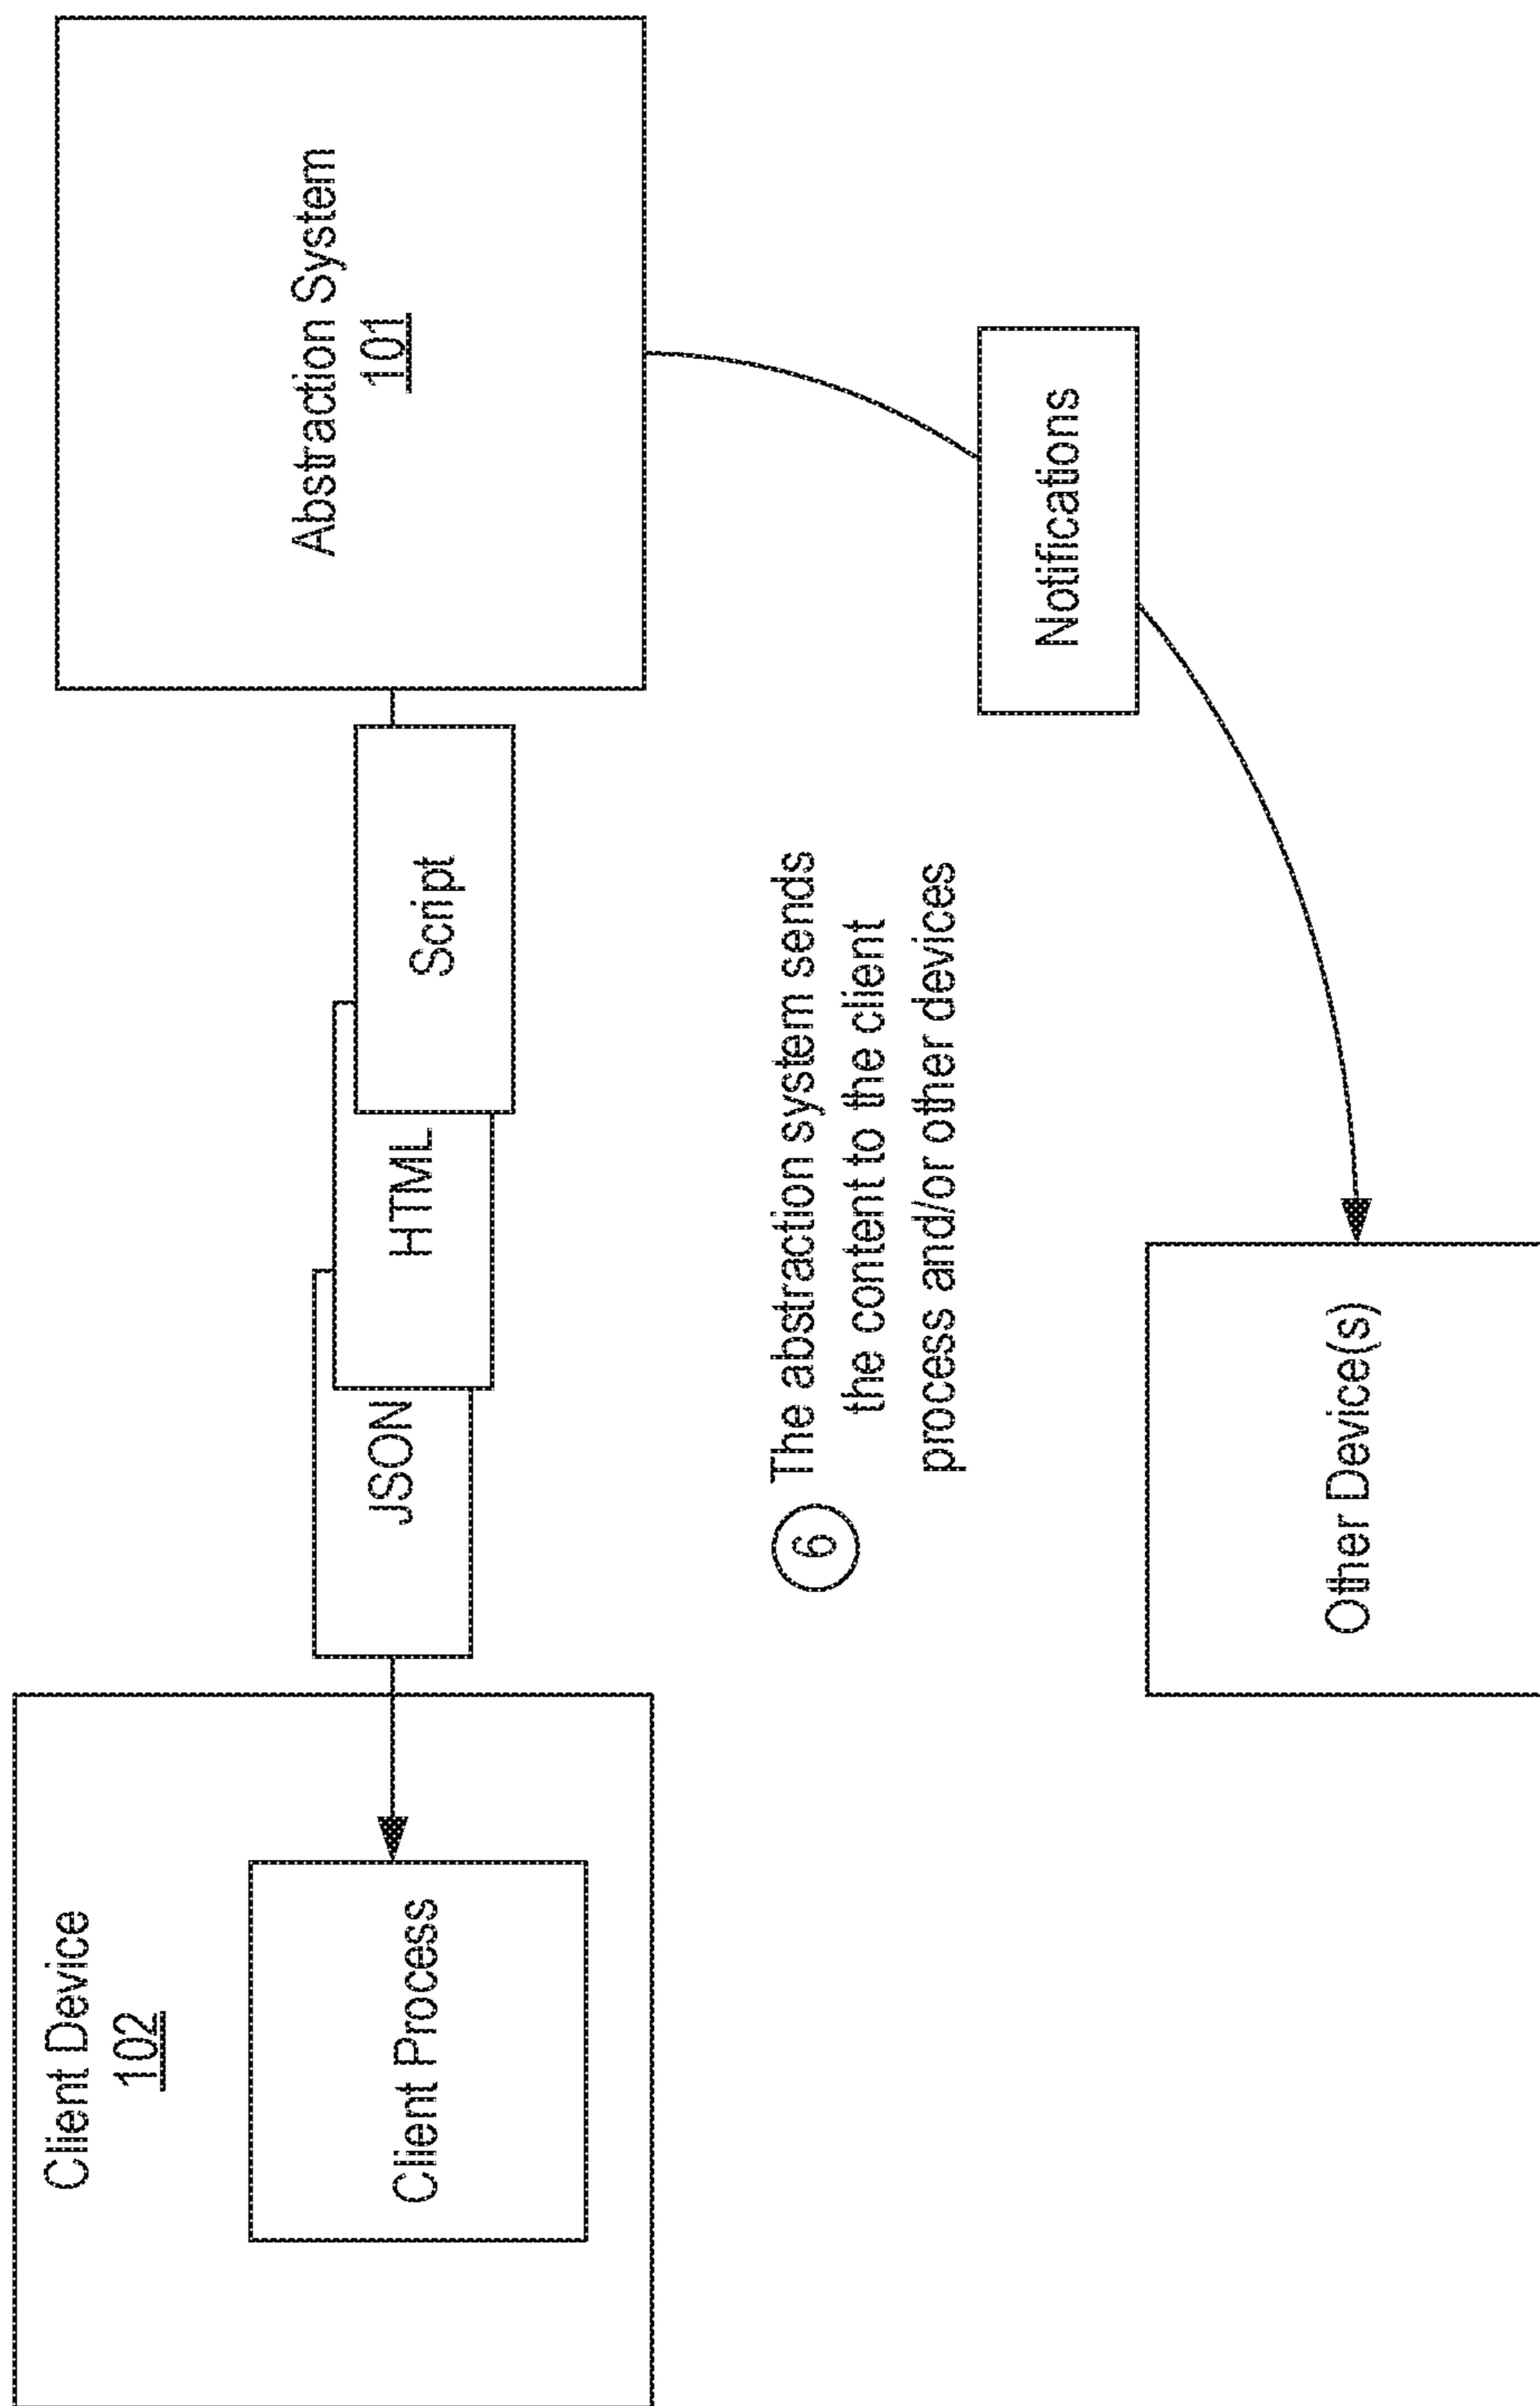 Client Device
102
Client Process
JSON
HTML
Script
Abstraction System
101
6 The abstraction system sends
the content to the client
process and/or other devices
Notifications
Other Device(s)